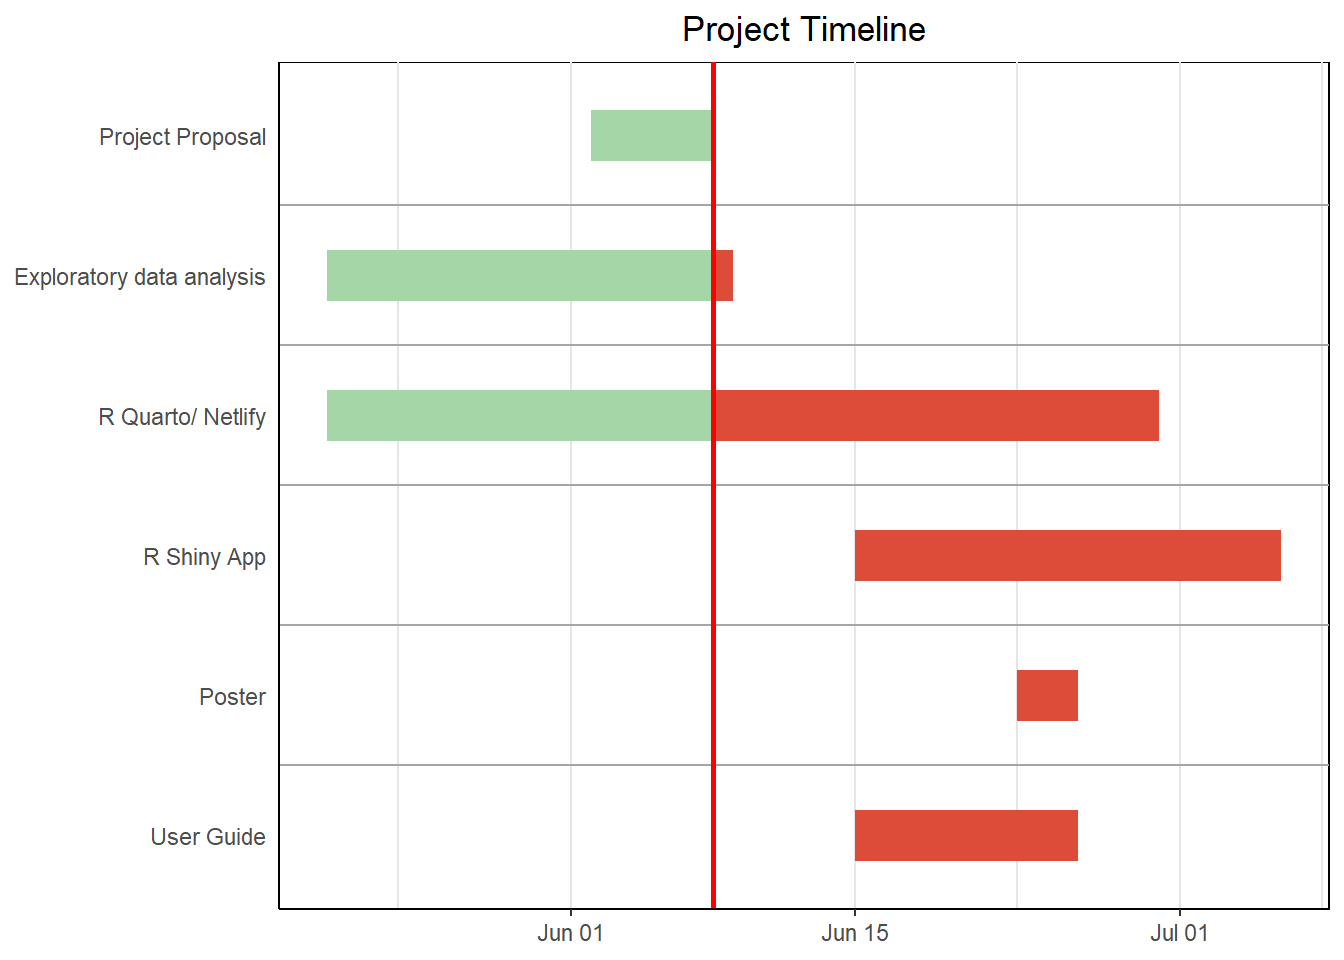 Project Timeline
Project Proposal
Exploratory data analysis
R Quarto/ Netlify
R Shiny App
Poster
User Guide
Jun 01
Jun 15
Jul 01